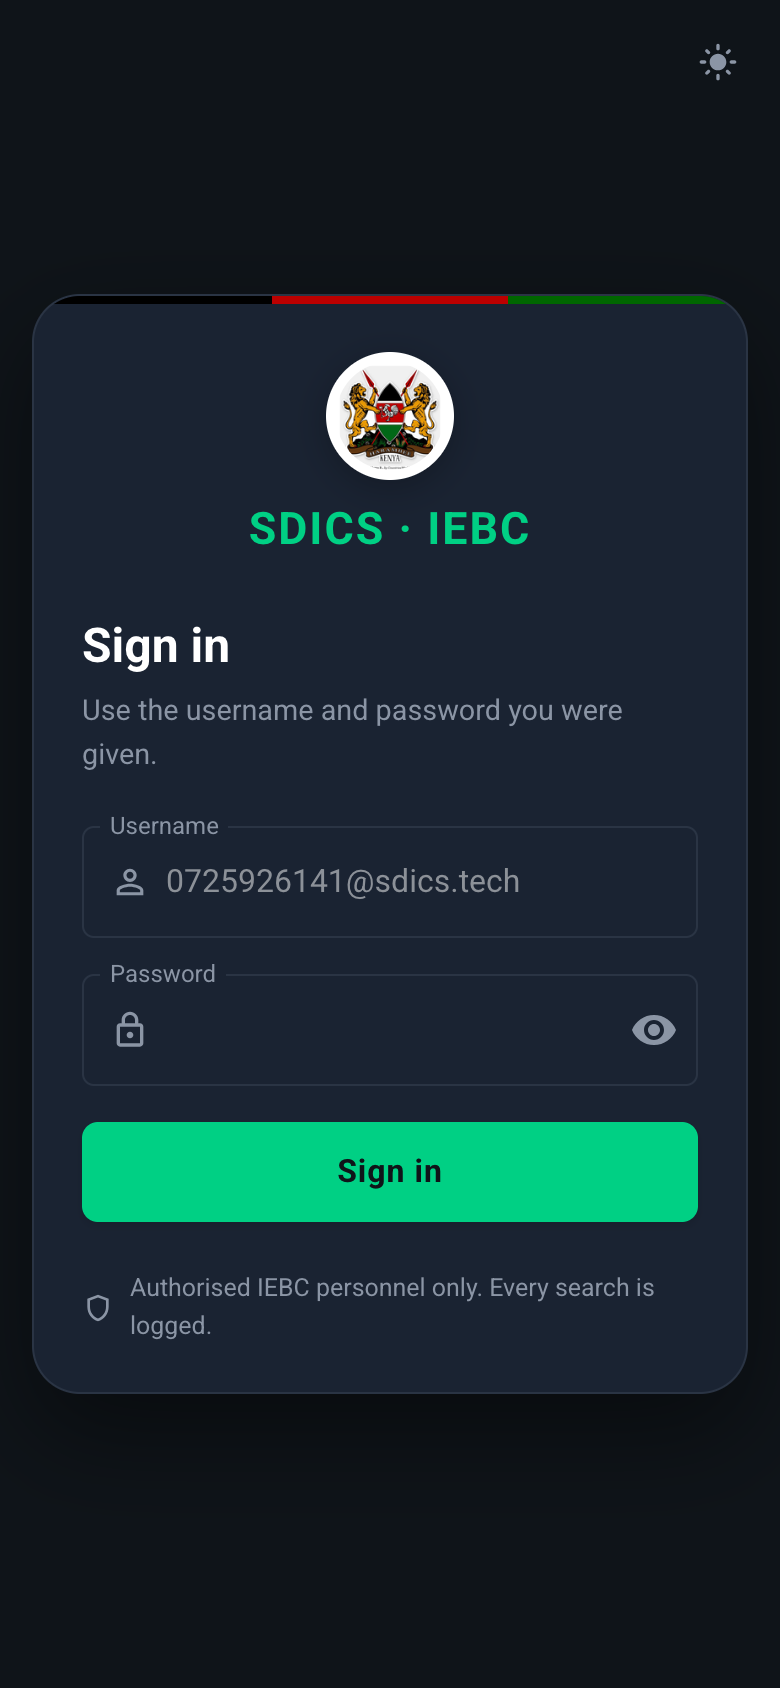 KENYA
SDICS · IEBC
Sign in
Use the username and password you were
given.
Username
0725926141@sdics.tech
Password
Sign in
Authorised IEBC personnel only. Every search is
logged.